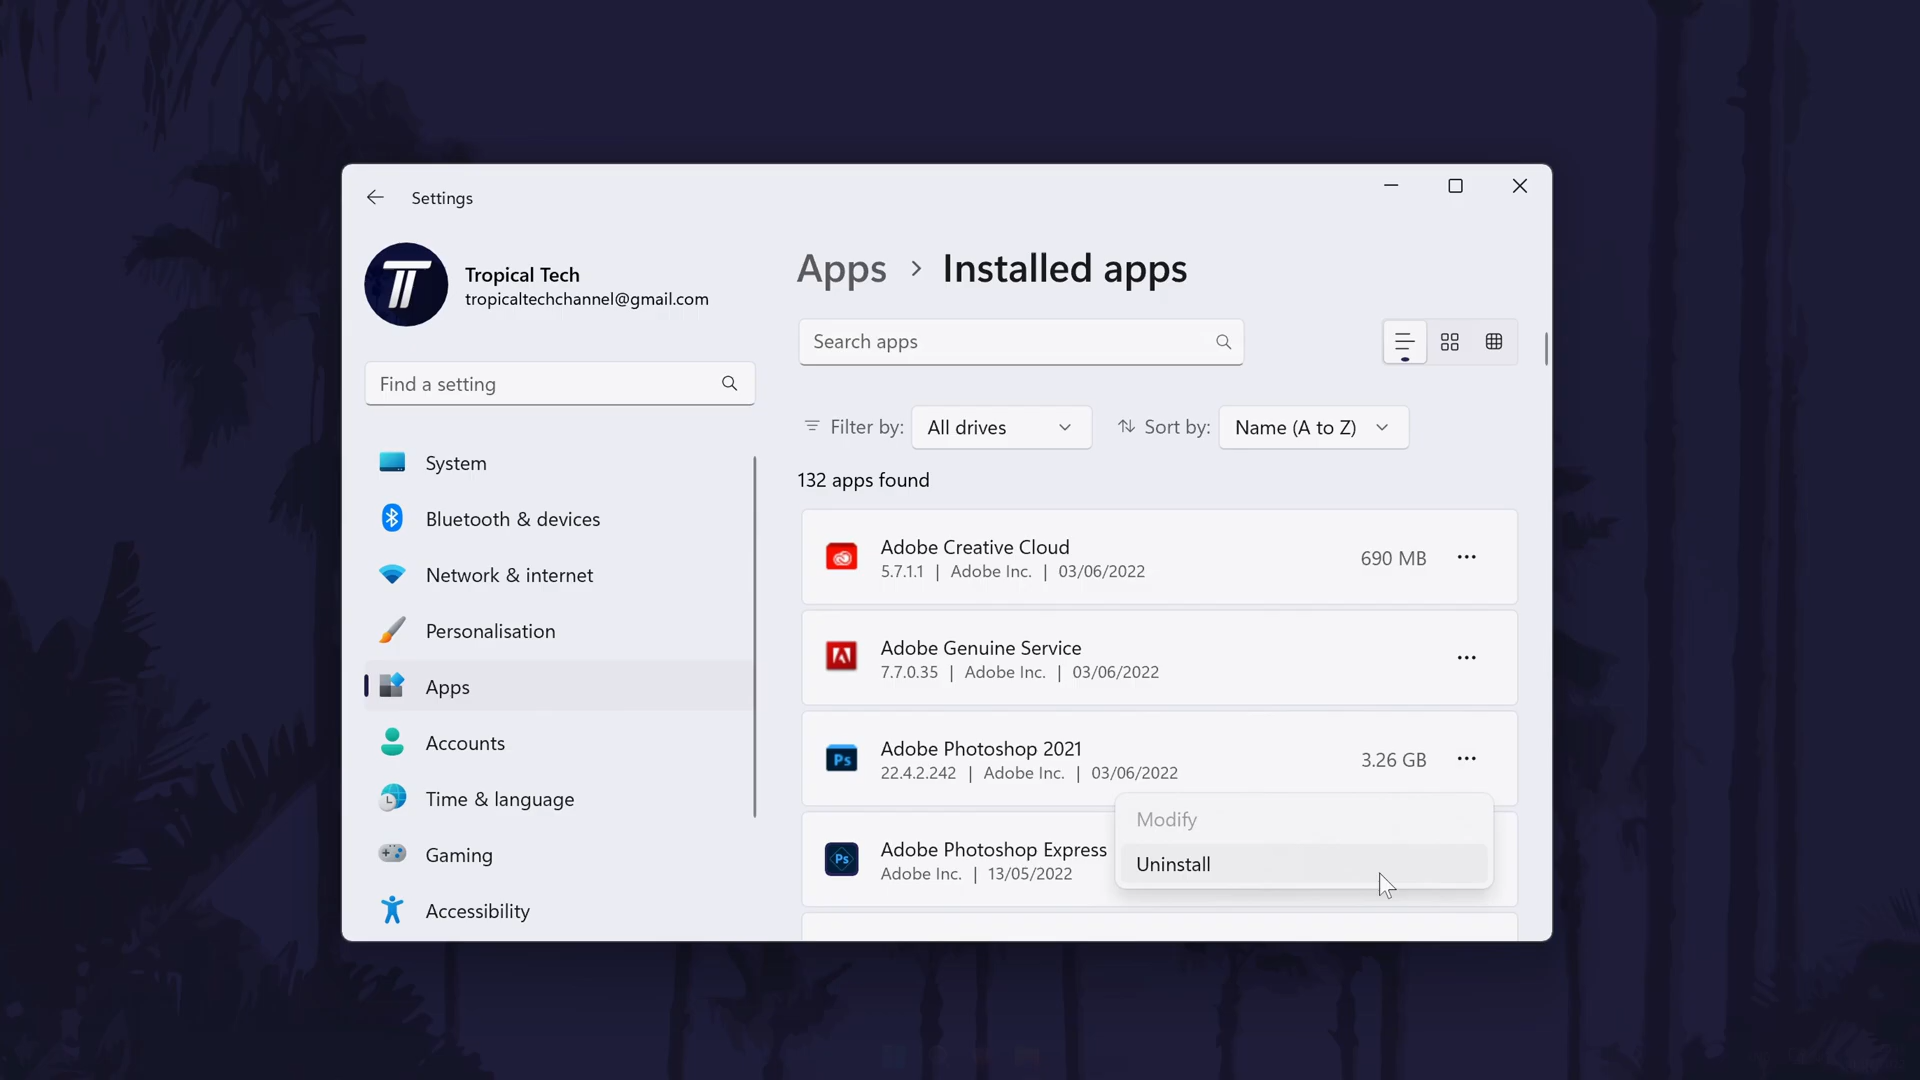 Settings
Tropical Tech
tropicaltechchannel@gmail.com
Find a setting
System
Bluetooth & devices
Network & internet
Personalisation
Apps
Accounts
Time & language
Gaming
Accessibility
Apps > Installed apps
Search apps
Filter by: All drives Sort by: Name (A to Z)
132 apps found
Adobe Creative Cloud
5.7.1.1 | Adobe Inc. | 03/06/2022
690 MB
Adobe Genuine Service
7.7.0.35 | Adobe Inc. | 03/06/2022
Adobe Photoshop 2021
22.4.2.242 | Adobe Inc. | 03/06/2022
3.26 GB
Adobe Photoshop Express
Adobe Inc. | 13/05/2022
Modify
Uninstall